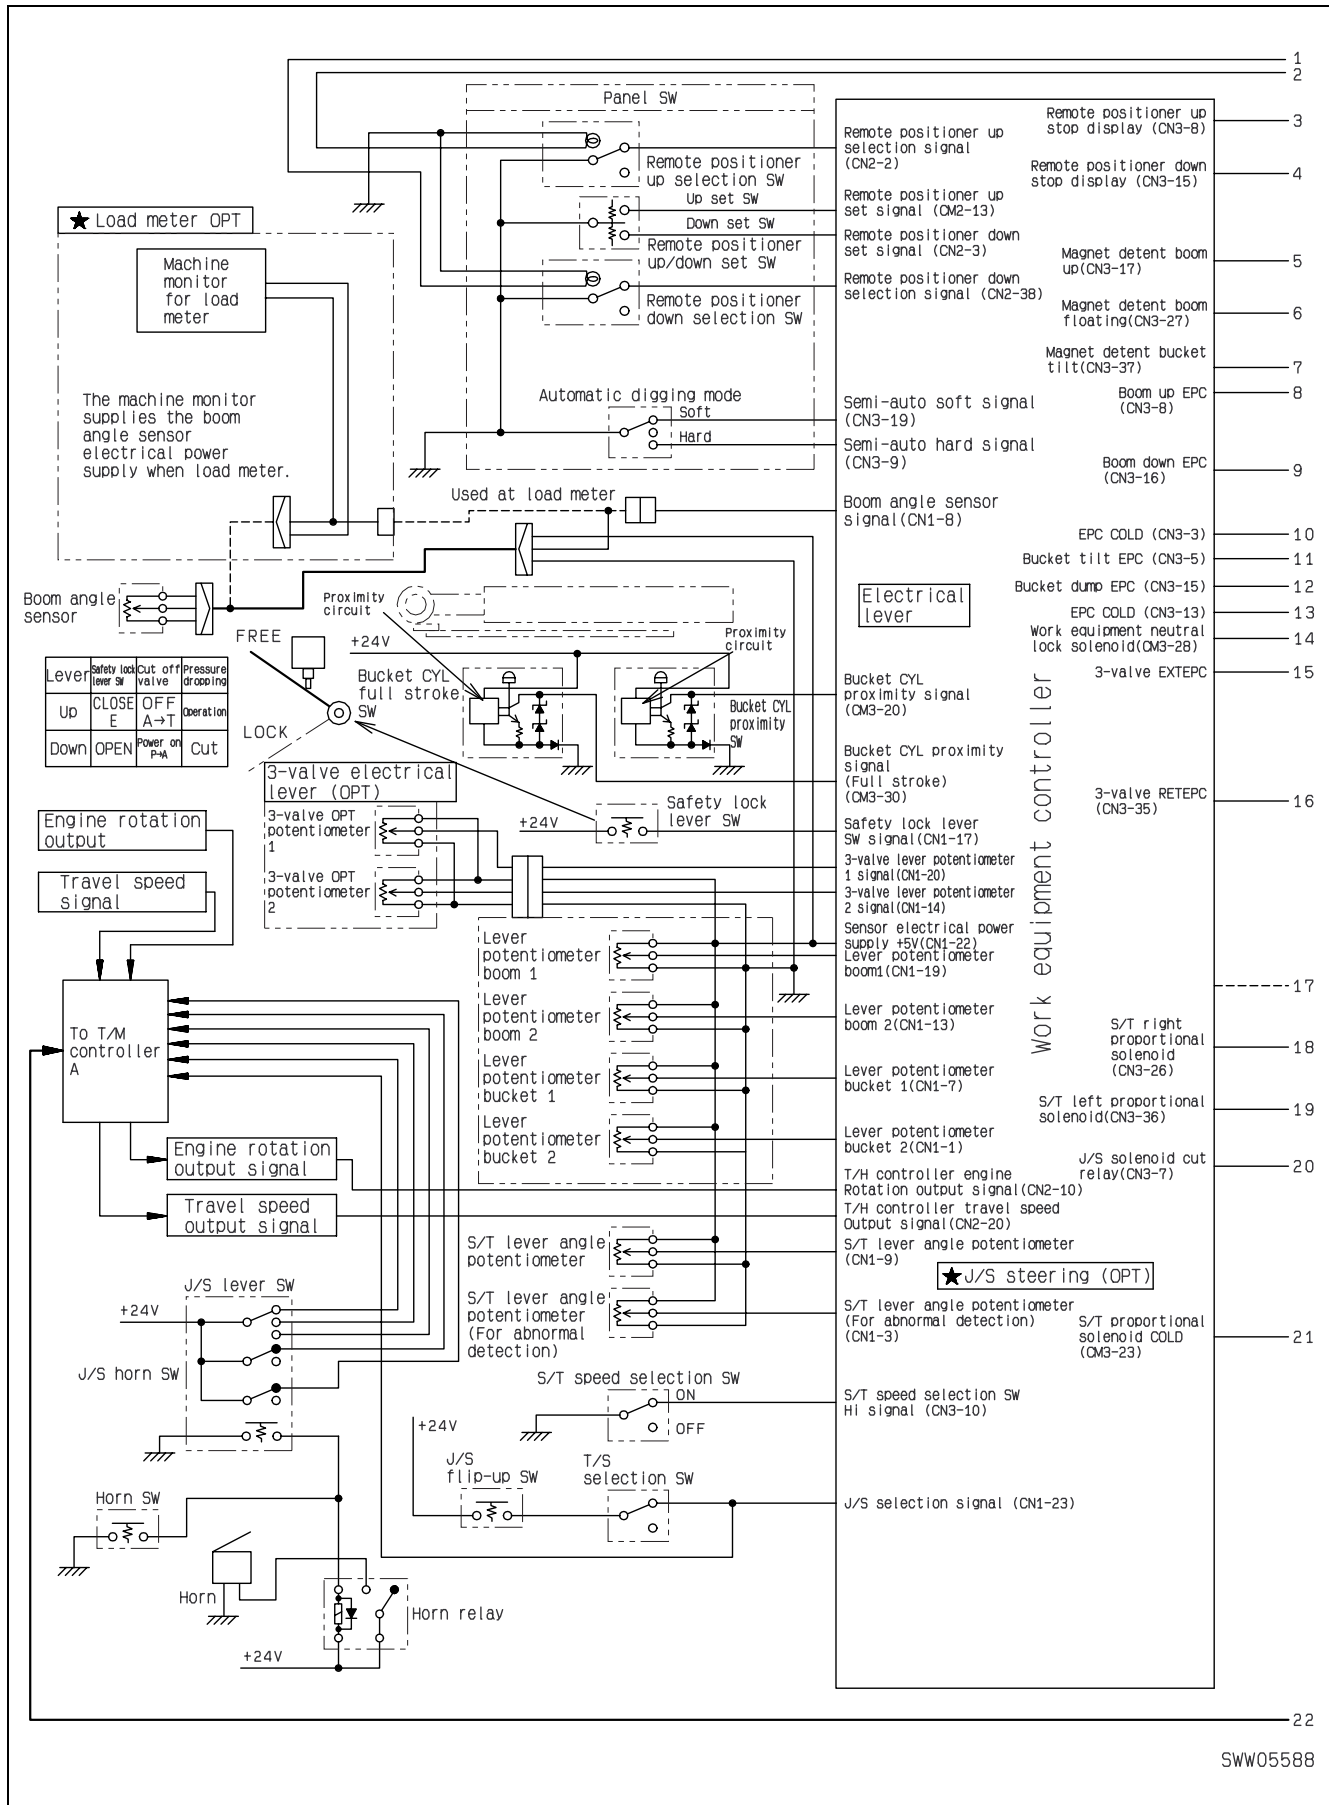 1
2
Panel SW
Remote positioner up
stop display (CN3-8)
3
Remote positioner up
selection signal
(CN2-2)
Remote positioner
up selection SW
Remote positioner down
stop display (CN3-15)
4
Up set SW
Remote positioner up
set signal (CM2-13)
Down set SW
Remote positioner down
set signal (CN2-3)
Remote positioner
up/down set SW
★ Load meter OPT
Machine
monitor
for load
meter
Magnet detent boom
up(CN3-17)
5
Remote positioner down
selection signal (CN2-38)
Remote positioner
down selection SW
Magnet detent boom
floating(CN3-27)
6
Magnet detent bucket
tilt(CN3-37)
7
The machine monitor
supplies the boom
angle sensor
electrical power
supply when load meter.
Automatic digging mode
Soft
Hard
Semi-auto soft signal
(CN3-19)
Semi-auto hard signal
(CN3-9)
Boom up EPC
(CN3-8)
8
Boom down EPC
(CN3-16)
9
Used at load meter
Boom angle sensor
signal(CN1-8)
EPC COLD (CN3-3)
10
Bucket tilt EPC (CN3-5)
11
Bucket dump EPC (CN3-15)
12
EPC COLD (CN3-13)
13
Work equipment neutral
lock solenoid(CM3-28)
14
3-valve EXTEPC
15
Electrical
lever
Boom angle
sensor
Proximity
circuit
FREE
+24V
Proximity
circuit
Lever
Safety lock
lever SW
Cut off
valve
Pressure
dropping
Up
CLOSE
E
OFF
A→T
Operation
Down
OPEN
Power on
P→A
Cut
LOCK
Bucket CYL
full stroke
SW
Bucket CYL
proximity
SW
Bucket CYL
proximity signal
(CM3-20)
Bucket CYL proximity
signal
(Full stroke)
(CM3-30)
Work equipment controller
3-valve RETEPC
(CN3-35)
16
3-valve electrical
lever (OPT)
3-valve OPT
potentiometer
1
3-valve OPT
potentiometer
2
+24V
Safety lock
lever SW
Safety lock lever
SW signal(CN1-17)
3-valve lever potentiometer
1 signal(CN1-20)
3-valve lever potentiometer
2 signal(CN1-14)
Sensor electrical power
supply +5V(CN1-22)
Lever potentiometer
boom1(CN1-19)
Engine rotation
output
Travel speed
signal
Lever
potentiometer
boom 1
Lever
potentiometer
boom 2
Lever
potentiometer
bucket 1
Lever
potentiometer
bucket 2
Lever potentiometer
boom 2(CN1-13)
Lever potentiometer
bucket 1(CN1-7)
Lever potentiometer
bucket 2(CN1-1)
17
S/T right
proportional
solenoid
(CN3-26)
18
S/T left proportional
solenoid(CN3-36)
19
J/S solenoid cut
relay(CN3-7)
20
To T/M
controller
A
Engine rotation
output signal
Travel speed
output signal
T/H controller engine
Rotation output signal(CN2-10)
T/H controller travel speed
Output signal(CN2-20)
S/T lever angle
potentiometer
S/T lever angle potentiometer
(CN1-9)
★J/S steering (OPT)
S/T lever angle
potentiometer
(For abnormal
detection)
S/T lever angle potentiometer
(For abnormal detection)
(CN1-3)
S/T proportional
solenoid COLD
(CM3-23)
21
J/S lever SW
+24V
J/S horn SW
S/T speed selection SW
ON
OFF
S/T speed selection SW
Hi signal (CN3-10)
+24V
J/S
flip-up SW
T/S
selection SW
J/S selection signal (CN1-23)
Horn SW
Horn
Horn relay
+24V
22
SWW05588